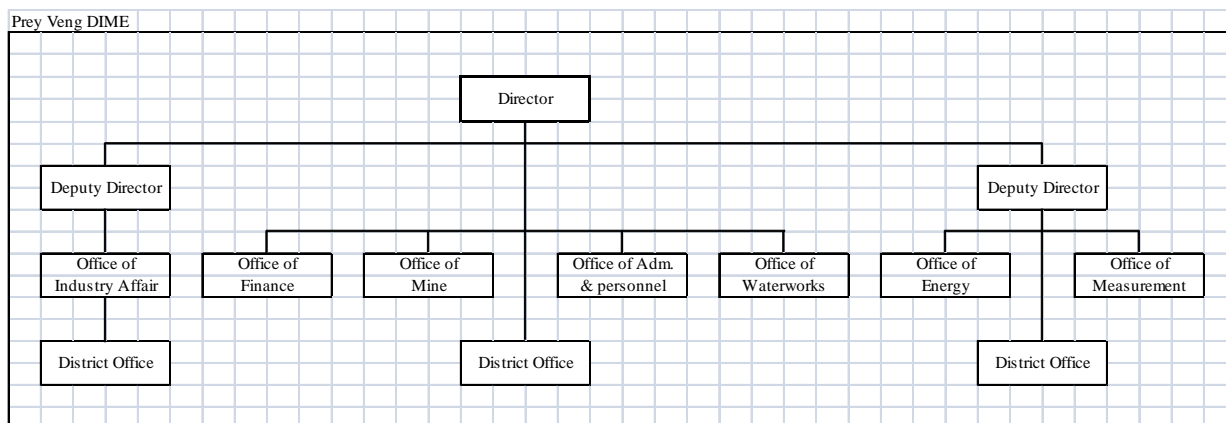 Prey Veng DIME
Director
Deputy Director
Deputy Director
Office of
Industry Affair
Office of
Finance
Office of
Mine
Office of Adm.
& personnel
Office of
Waterworks
Office of
Energy
Office of
Measurement
District Office
District Office
District Office